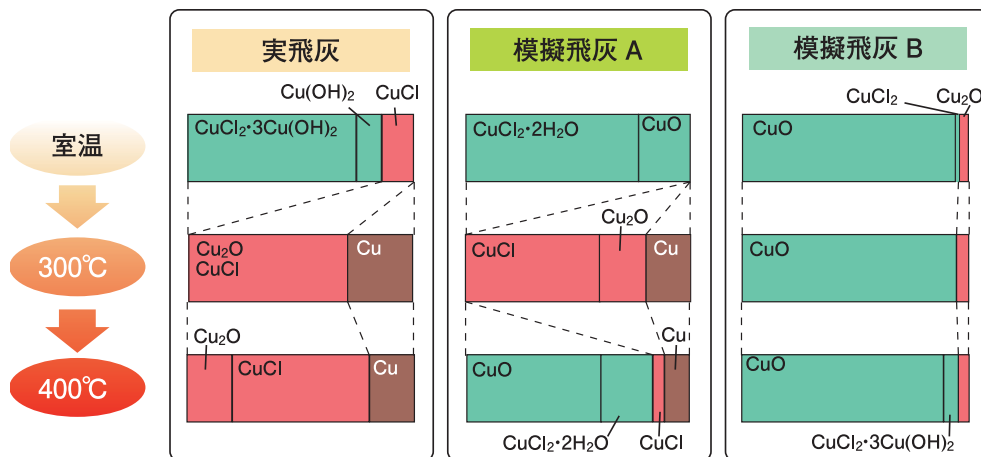 実飛灰
模擬飛灰 A
模擬飛灰 B
室温
Cu(OH)₂
CuCl
CuCl₂•3Cu(OH)₂
CuCl₂•2H₂O
CuO
CuCl₂
Cu₂O
CuO
300℃
Cu₂O
CuCl
Cu
Cu₂O
CuCl
Cu
CuO
400℃
Cu₂O
CuCl
Cu
Cu
CuO
CuCl₂•2H₂O
CuCl
CuO
CuCl₂•3Cu(OH)₂